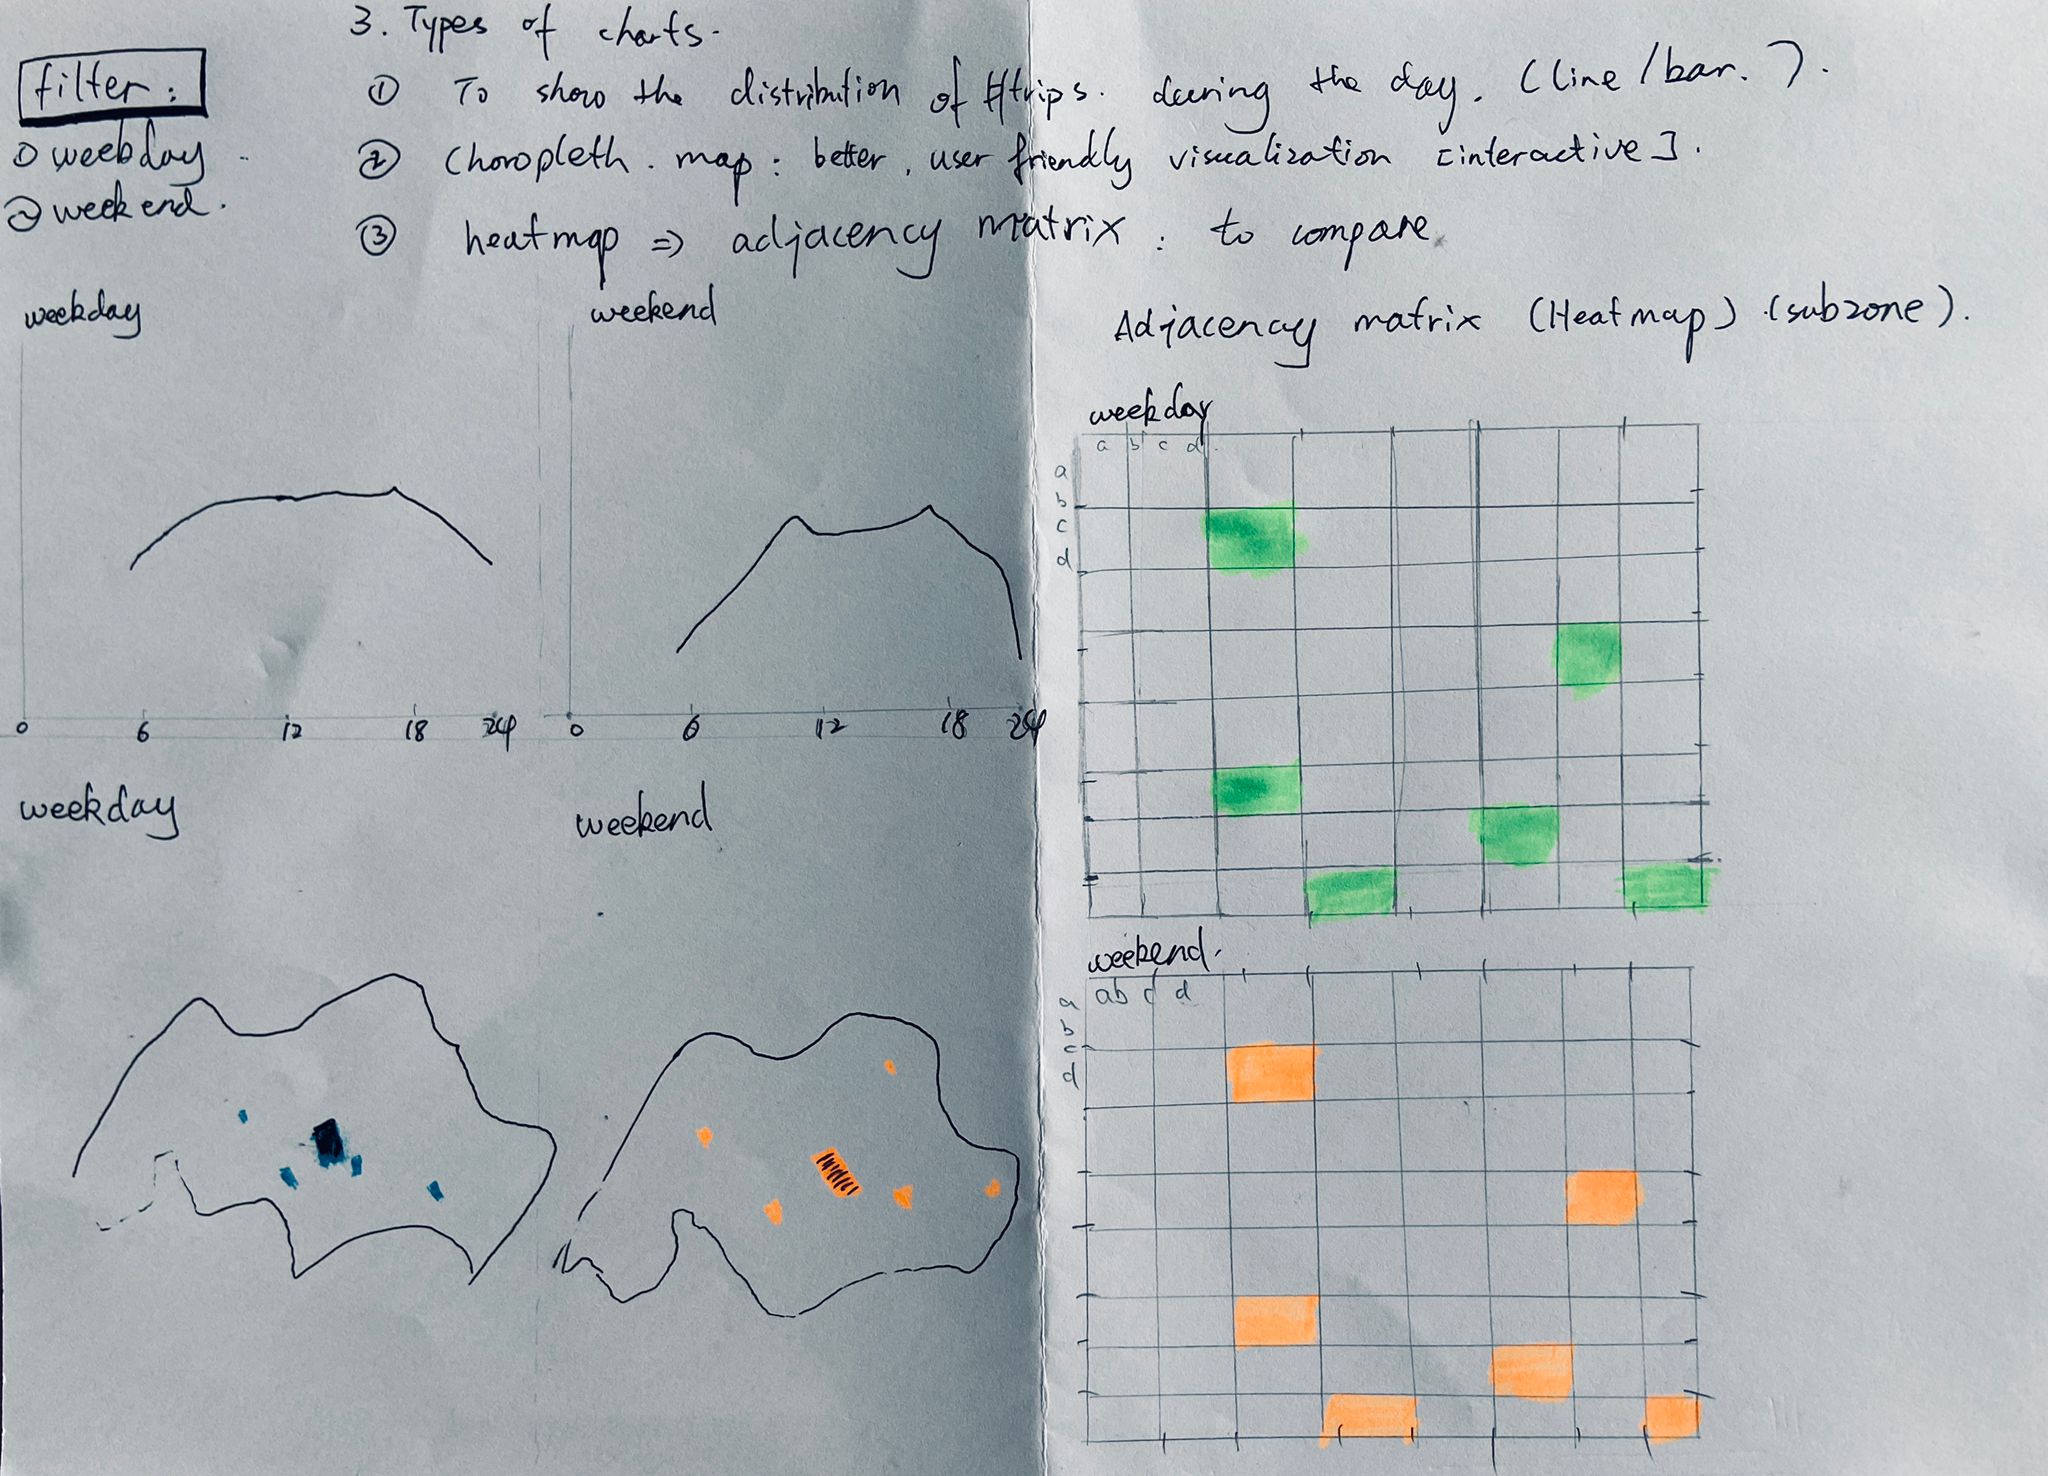 3. Types of charts.
filter:
① To show the distribution of #trips. during the day. (line/bar.).
① weekday
② Choropleth. map: better, user friendly visualization [interactive].
② weekend.
③ heatmap => adjacency matrix: to compare.
weekday
weekend
Adjacency matrix (Heatmap) (subzone).
weekday
a b c d
a
b
c
d
0 6 12 18 24
0 6 12 18 24
weekday
weekend
weekend.
a b c d
a
b
c
d